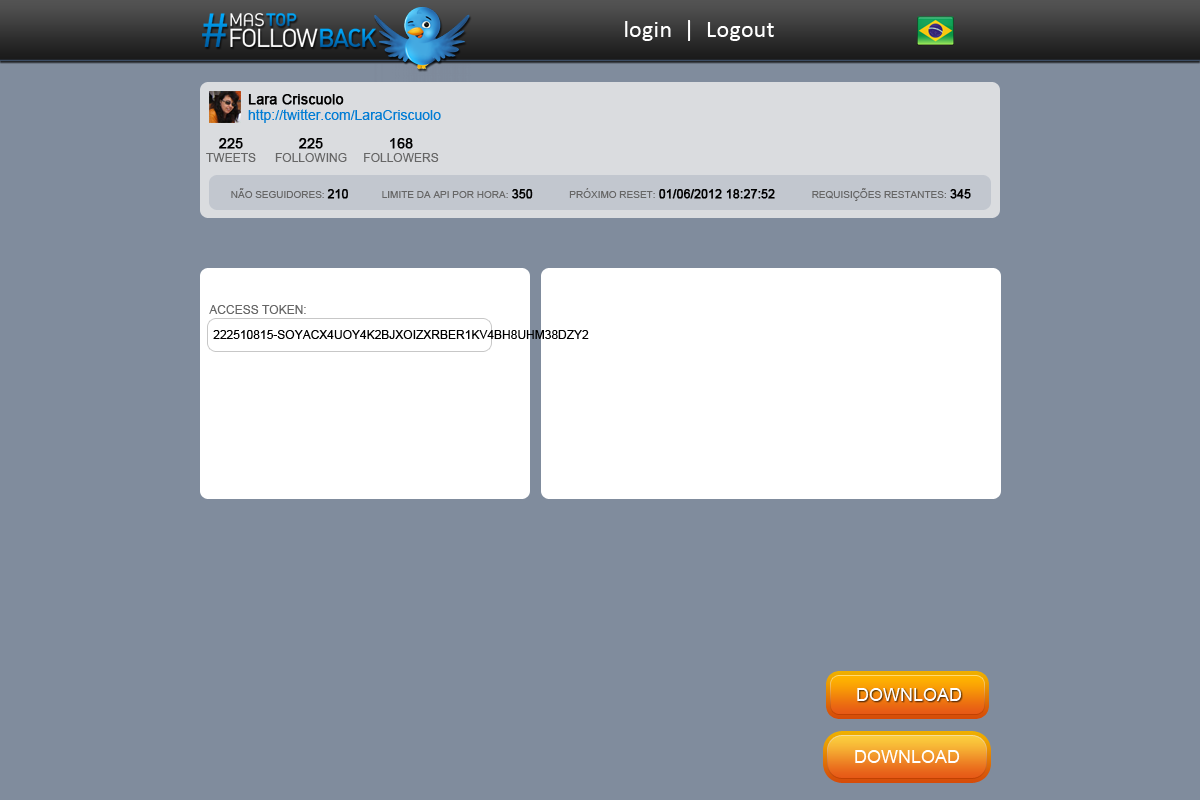 #MASTOP
FOLLOWBACK
login | Logout
Lara Criscuolo
http://twitter.com/LaraCriscuolo
225 225 168
TWEETS FOLLOWING FOLLOWERS
NÃO SEGUIDORES: 210 LIMITE DA API POR HORA: 350 PRÓXIMO RESET: 01/06/2012 18:27:52 REQUISIÇÕES RESTANTES: 345
ACCESS TOKEN:
222510815-SOYACX4UOY4K2BJXOIZXRBER1KV4BH8UHM38DZY2
DOWNLOAD
DOWNLOAD